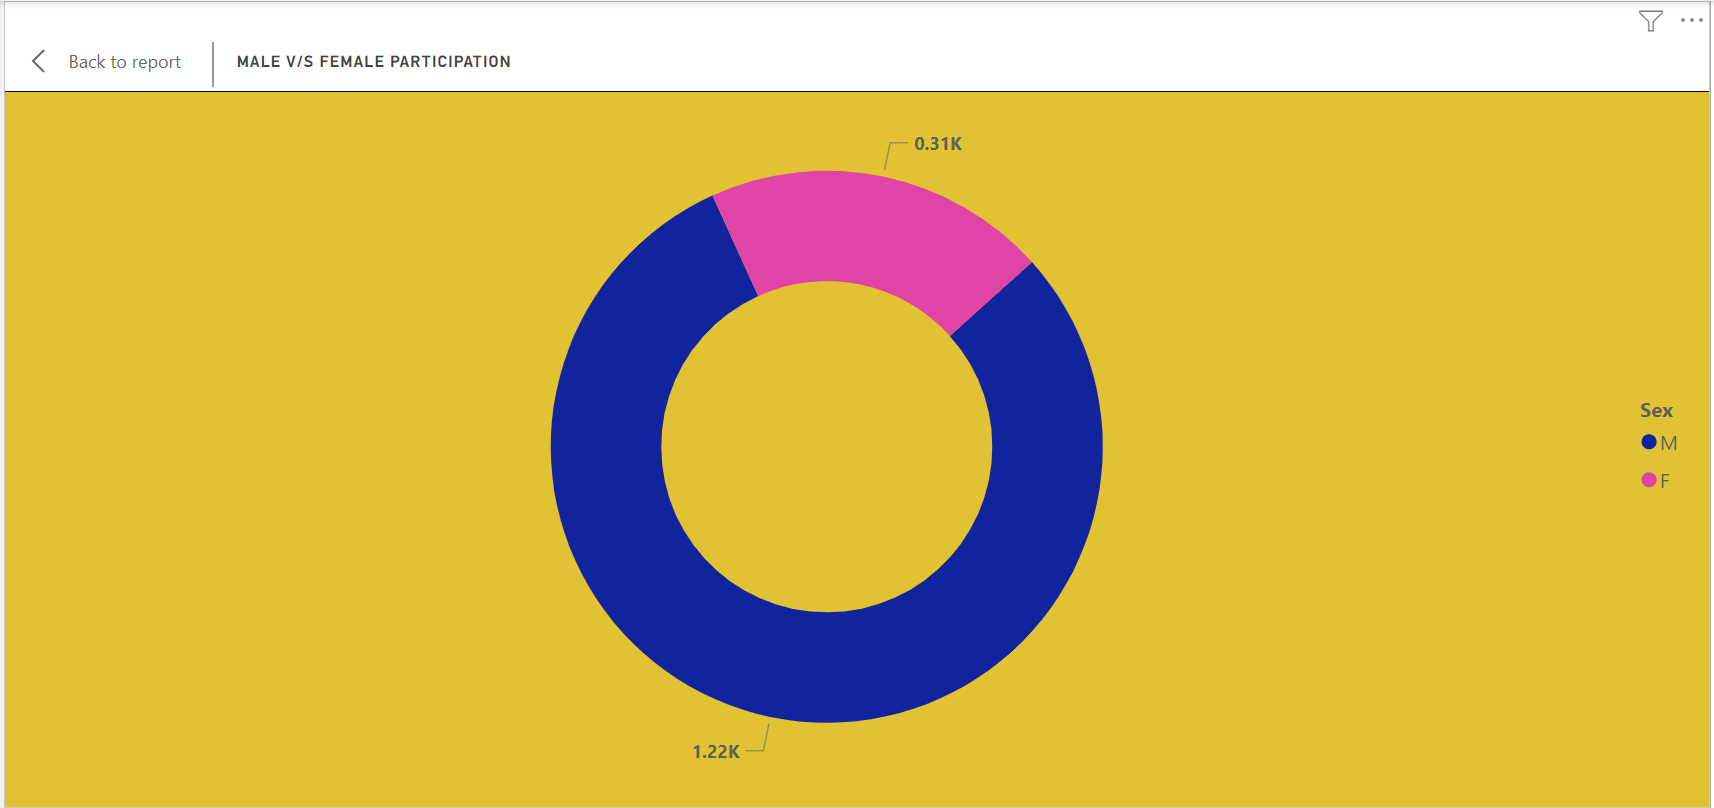 Back to report
MALE V/S FEMALE PARTICIPATION
0.31K
Sex
M
F
1.22K